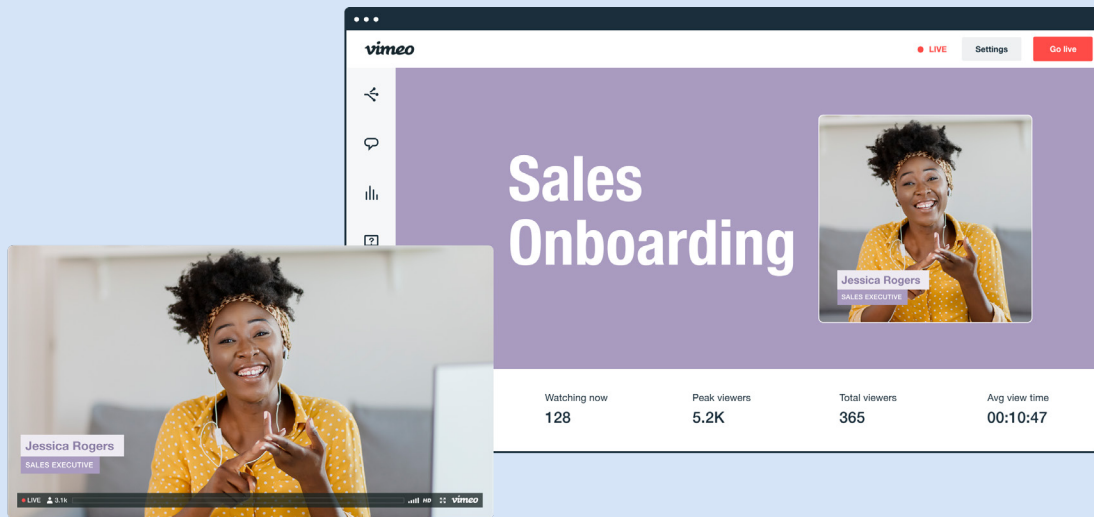 vimeo
LIVE
Settings
Go live
?
Sales
Onboarding
Jessica Rogers
SALES EXECUTIVE
Watching now
128
Peak viewers
5.2K
Total viewers
365
Avg view time
00:10:47
Jessica Rogers
SALES EXECUTIVE
LIVE 3.1k HD vimeo